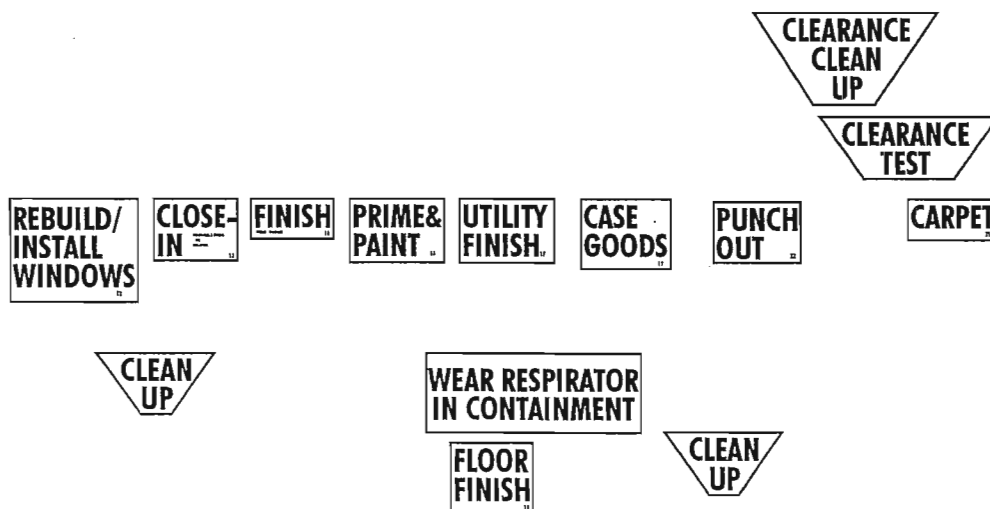 CLEARANCE
CLEAN
UP
CLEARANCE
TEST
REBUILD/
INSTALL
WINDOWS
CLOSE-
IN
FINISH
PRIME&
PAINT
UTILITY
FINISH
CASE
GOODS
PUNCH
OUT
CARPET
CLEAN
UP
WEAR RESPIRATOR
IN CONTAINMENT
FLOOR
FINISH
CLEAN
UP